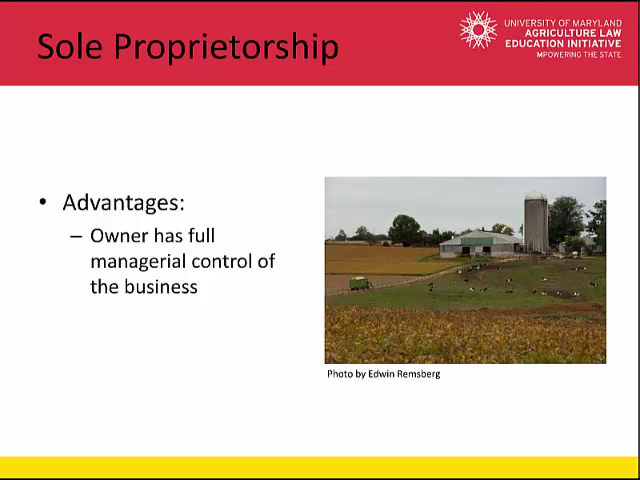 Sole Proprietorship
UNIVERSITY OF MARYLAND
AGRICULTURE LAW
EDUCATION INITIATIVE
MPOWERING THE STATE
• Advantages:
– Owner has full
managerial control of
the business
Photo by Edwin Remsberg